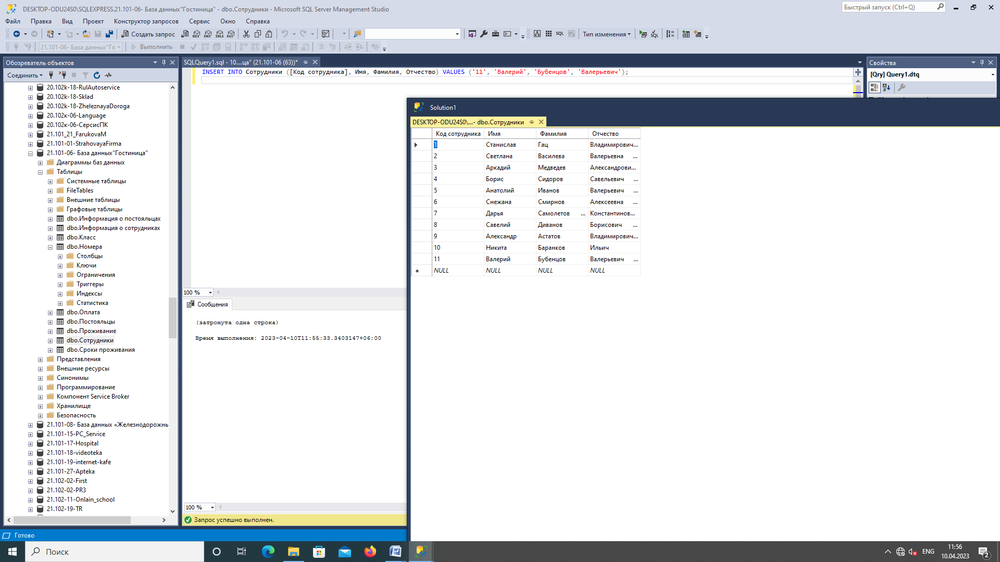 DESKTOP-ODU24S0\SQLEXPRESS.21.101-06- База данных"Гостиница" - dbo.Сотрудники - Microsoft SQL Server Management Studio
Быстрый запуск (Ctrl+Q)
Файл Правка Вид Проект Конструктор запросов Сервис Окно Справка
Создать запрос MDX DMX XMLA DAX SQL Тип изменения
21.101-06- База данных"Го Выполнить
Обозреватель объектов
Соединить
20.102k-18-RulAutoservice
20.102k-18-Sklad
20.102k-18-ZheleznayaDoroga
20.102к-06-Language
20.102к-06-СерсисПК
21.101_21_FarukovaM
21.101-01-StrahovayaFirma
21.101-06- База данных"Гостиница"
Диаграммы баз данных
Таблицы
Системные таблицы
FileTables
Внешние таблицы
Графовые таблицы
dbo.Информация о постояльцах
dbo.Информация о сотрудниках
dbo.Класс
dbo.Номера
Столбцы
Ключи
Ограничения
Триггеры
Индексы
Статистика
dbo.Оплата
dbo.Постояльцы
dbo.Проживание
dbo.Сотрудники
dbo.Сроки проживания
Представления
Внешние ресурсы
Синонимы
Программирование
Компонент Service Broker
Хранилище
Безопасность
21.101-08- База данных «Железнодорожнь
21.101-15-PC_Service
21.101-17-Hospital
21.101-18-videoteka
21.101-19-internet-kafe
21.101-27-Apteka
21.102-02-First
21.102-02-PR3
21.102-11-Onlain_school
21.102-19-TR
SQLQuery1.sql - 10....ца" (21.101-06 (63))*
INSERT INTO Сотрудники ([Код сотрудника], Имя, Фамилия, Отчество) VALUES ('11', 'Валерий', 'Бубенцов', 'Валерьевич');
100 %
Сообщения
(затронута одна строка)
Время выполнения: 2023-04-10T11:55:33.3403147+06:00
100 %
Запрос успешно выполнен.
Свойства
[Qry] Query1.dtq
Solution1
DESKTOP-ODU24S0\...- dbo.Сотрудники
Код сотрудника Имя Фамилия Отчество
1 Станислав Гац Владимирович...
2 Светлана Василева Валерьевна ...
3 Аркадий Медведев Александрови...
4 Борис Сидоров Савельевич ...
5 Анатолий Иванов Валерьевич ...
6 Снежана Смирнов Алексеевна ...
7 Дарья Самолетов ... Константинов...
8 Савелий Диванов Борисович ...
9 Александр Астатов Владимирович...
10 Никита Баранков Ильич
11 Валерий Бубенцов Валерьевич ...
NULL NULL NULL NULL
Готово
Поиск
ENG
11:56
10.04.2023
2